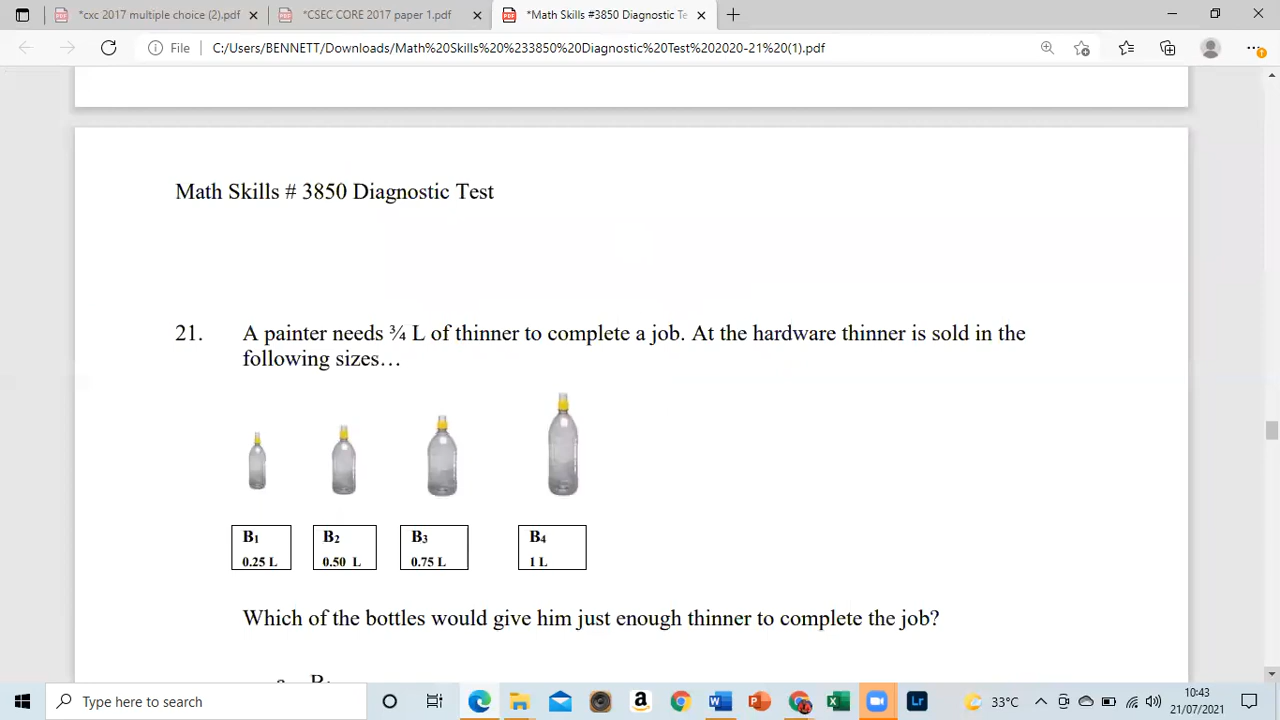 *cxc 2017 multiple choice (2).pdf
*CSEC CORE 2017 paper 1.pdf
*Math Skills #3850 Diagnostic Te
File
C:/Users/BENNETT/Downloads/Math%20Skills%20%233850%20Diagnostic%20Test%202020-21%20(1).pdf
Math Skills # 3850 Diagnostic Test
21. A painter needs ¾ L of thinner to complete a job. At the hardware thinner is sold in the
following sizes…
B1 B2 B3 B4
0.25 L 0.50 L 0.75 L 1 L
Which of the bottles would give him just enough thinner to complete the job?
Type here to search
Lr
33°C
10:43
21/07/2021